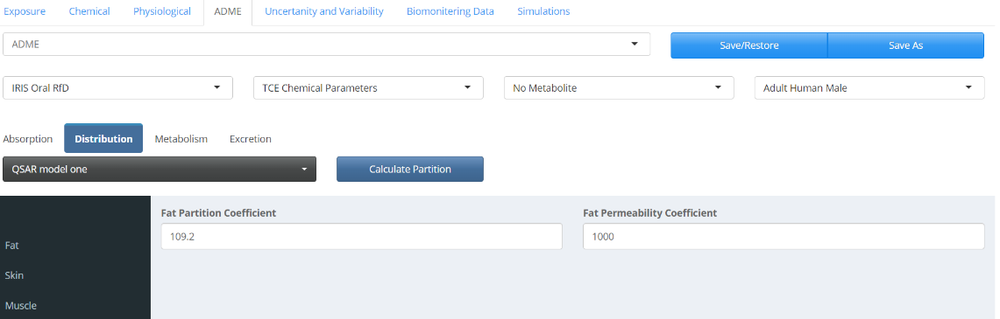 Exposure Chemical Physiological ADME Uncertanity and Variability Biomonitering Data Simulations
ADME Save/Restore Save As
IRIS Oral RfD TCE Chemical Parameters No Metabolite Adult Human Male
Absorption Distribution Metabolism Excretion
QSAR model one Calculate Partition
Fat Partition Coefficient Fat Permeability Coefficient
109.2 1000
Fat
Skin
Muscle